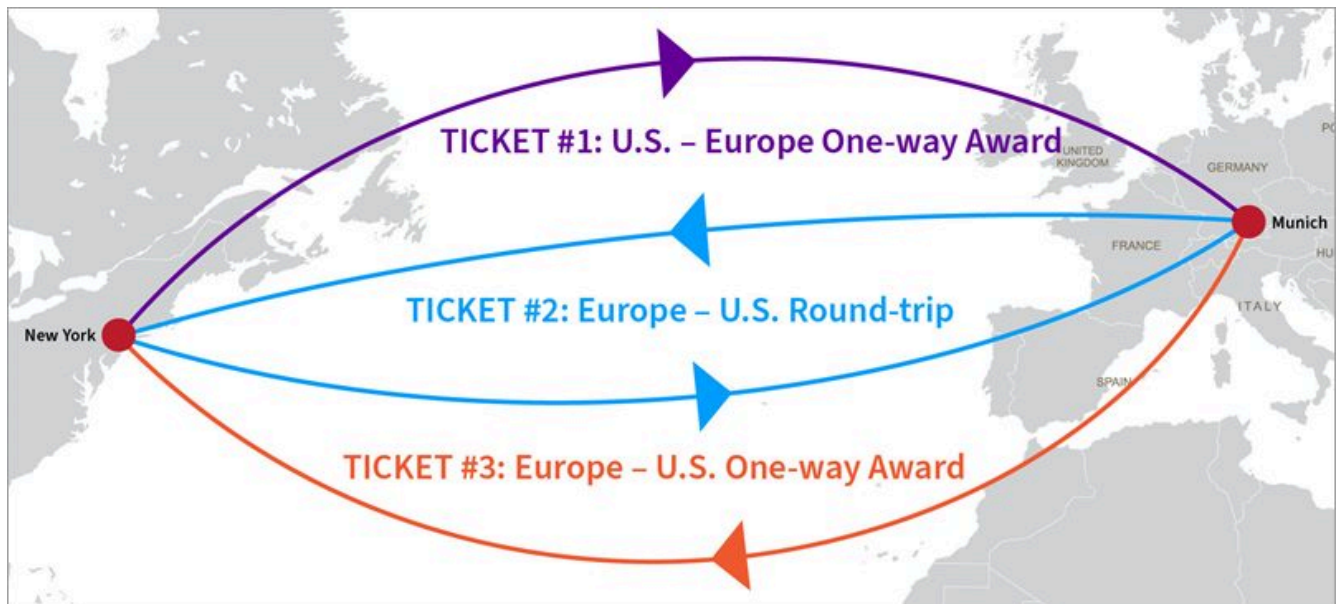 TICKET #1: U.S. – Europe One-way Award
UNITED
KINGDOM
GERMANY
Munich
FRANCE
HU
ITALY
TICKET #2: Europe – U.S. Round-trip
New York
SPAIN
TICKET #3: Europe – U.S. One-way Award